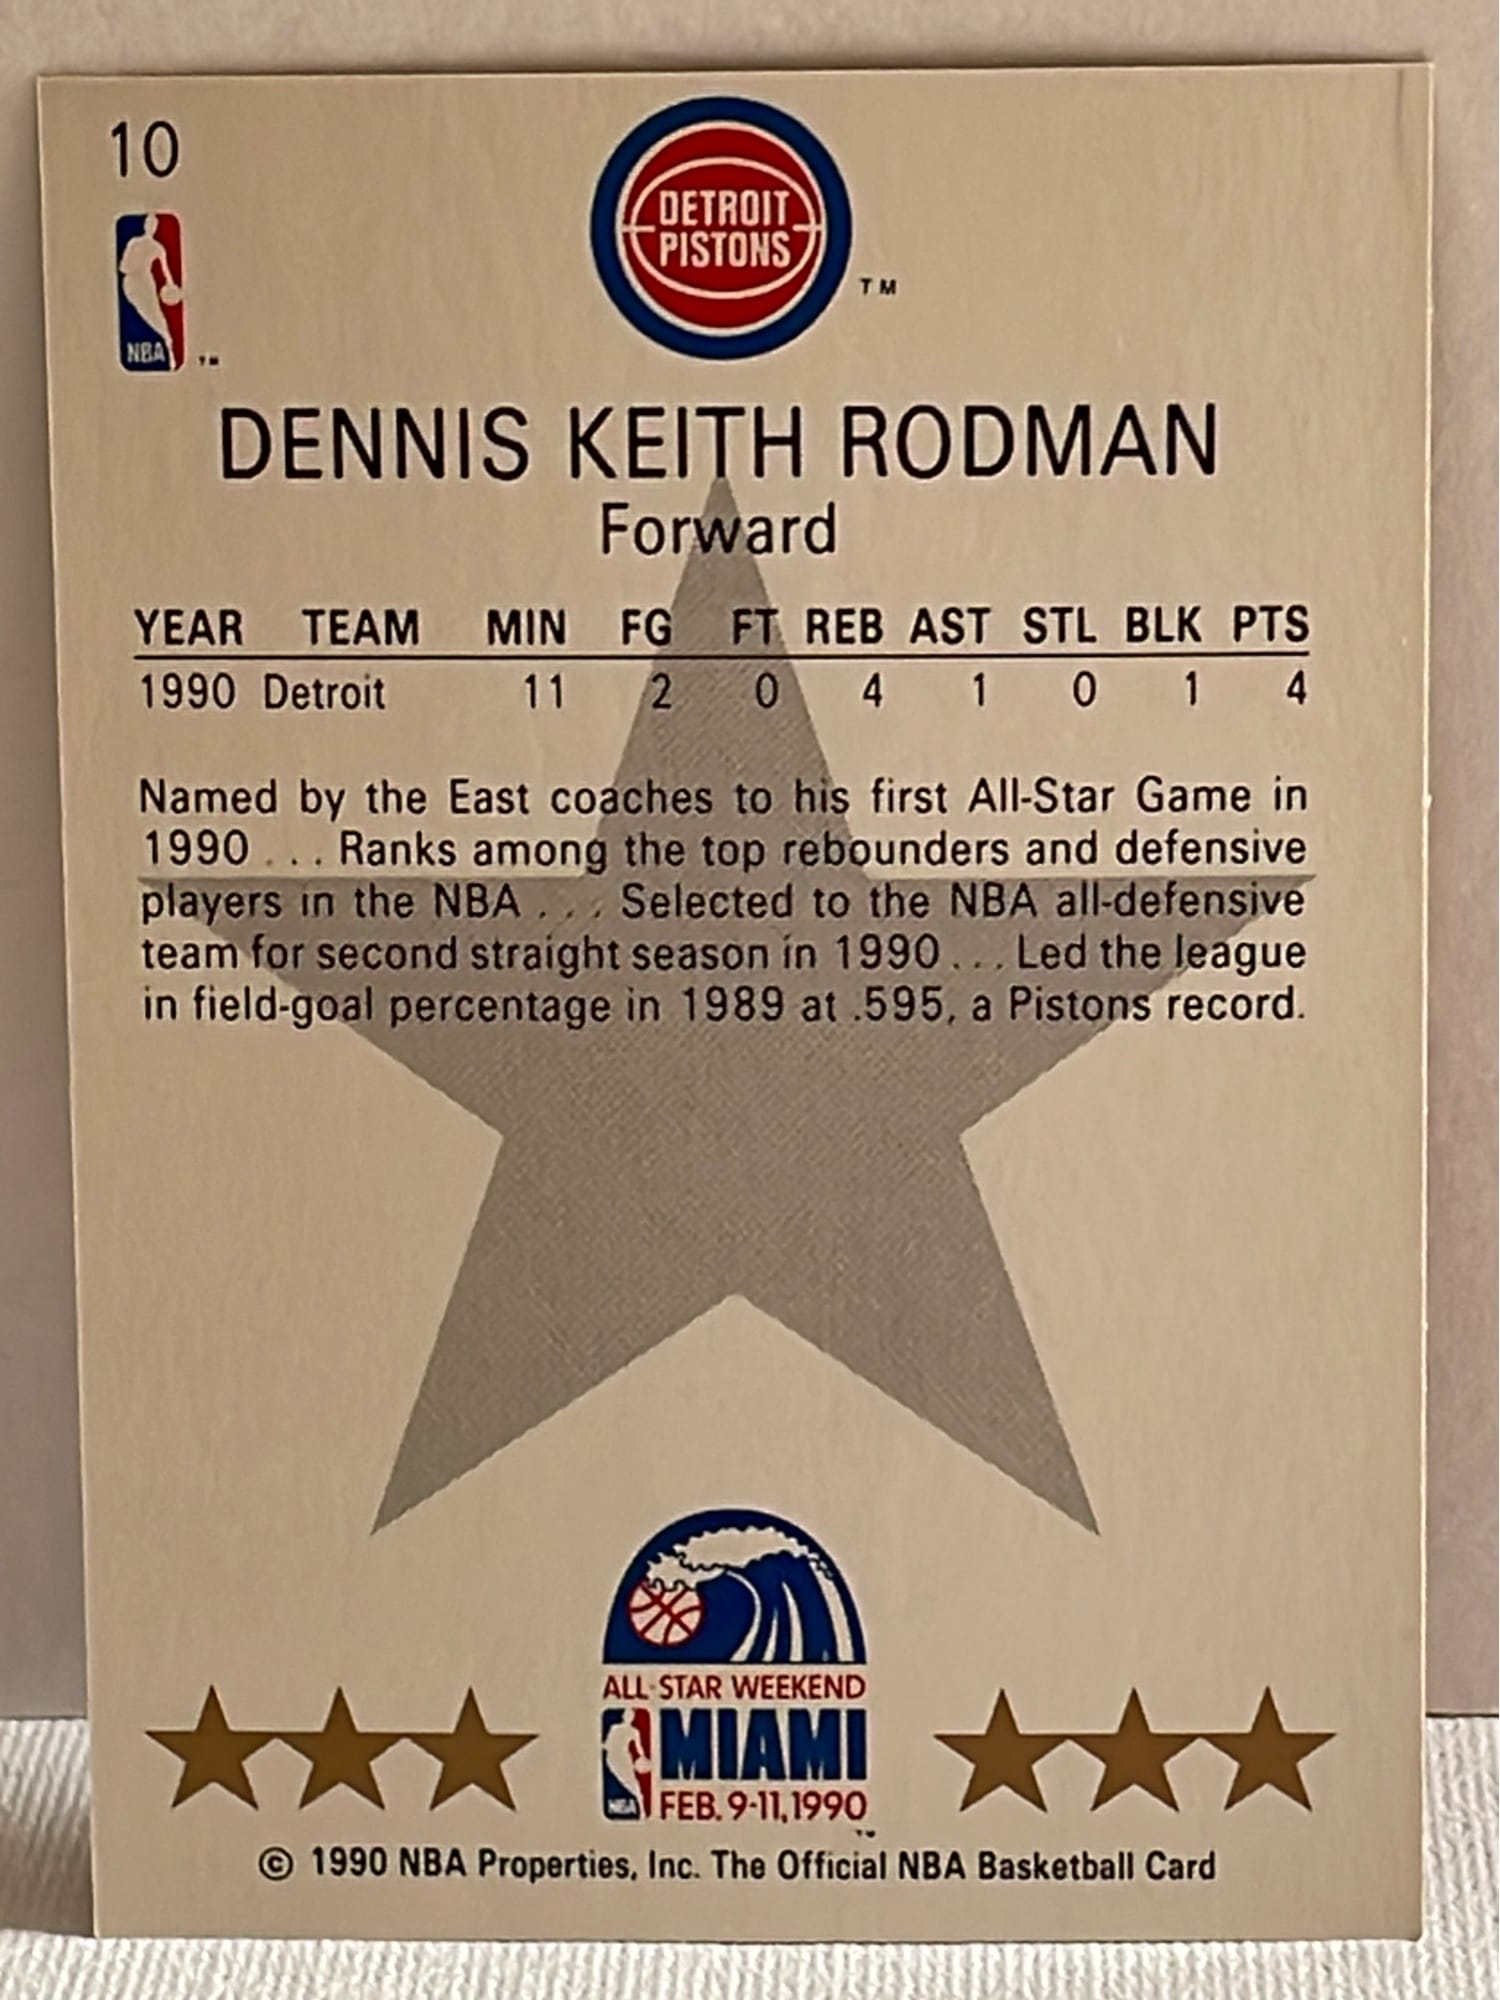 10
DETROIT
PISTONS
TM
NBA
TM
DENNIS KEITH RODMAN
Forward
YEAR TEAM MIN FG FT REB AST STL BLK PTS
1990 Detroit 11 2 0 4 1 0 1 4
Named by the East coaches to his first All-Star Game in
1990 . . . Ranks among the top rebounders and defensive
players in the NBA . . . Selected to the NBA all-defensive
team for second straight season in 1990 . . . Led the league
in field-goal percentage in 1989 at .595, a Pistons record.
ALL-STAR WEEKEND
MIAMI
NBA FEB. 9-11, 1990
TM
© 1990 NBA Properties, Inc. The Official NBA Basketball Card